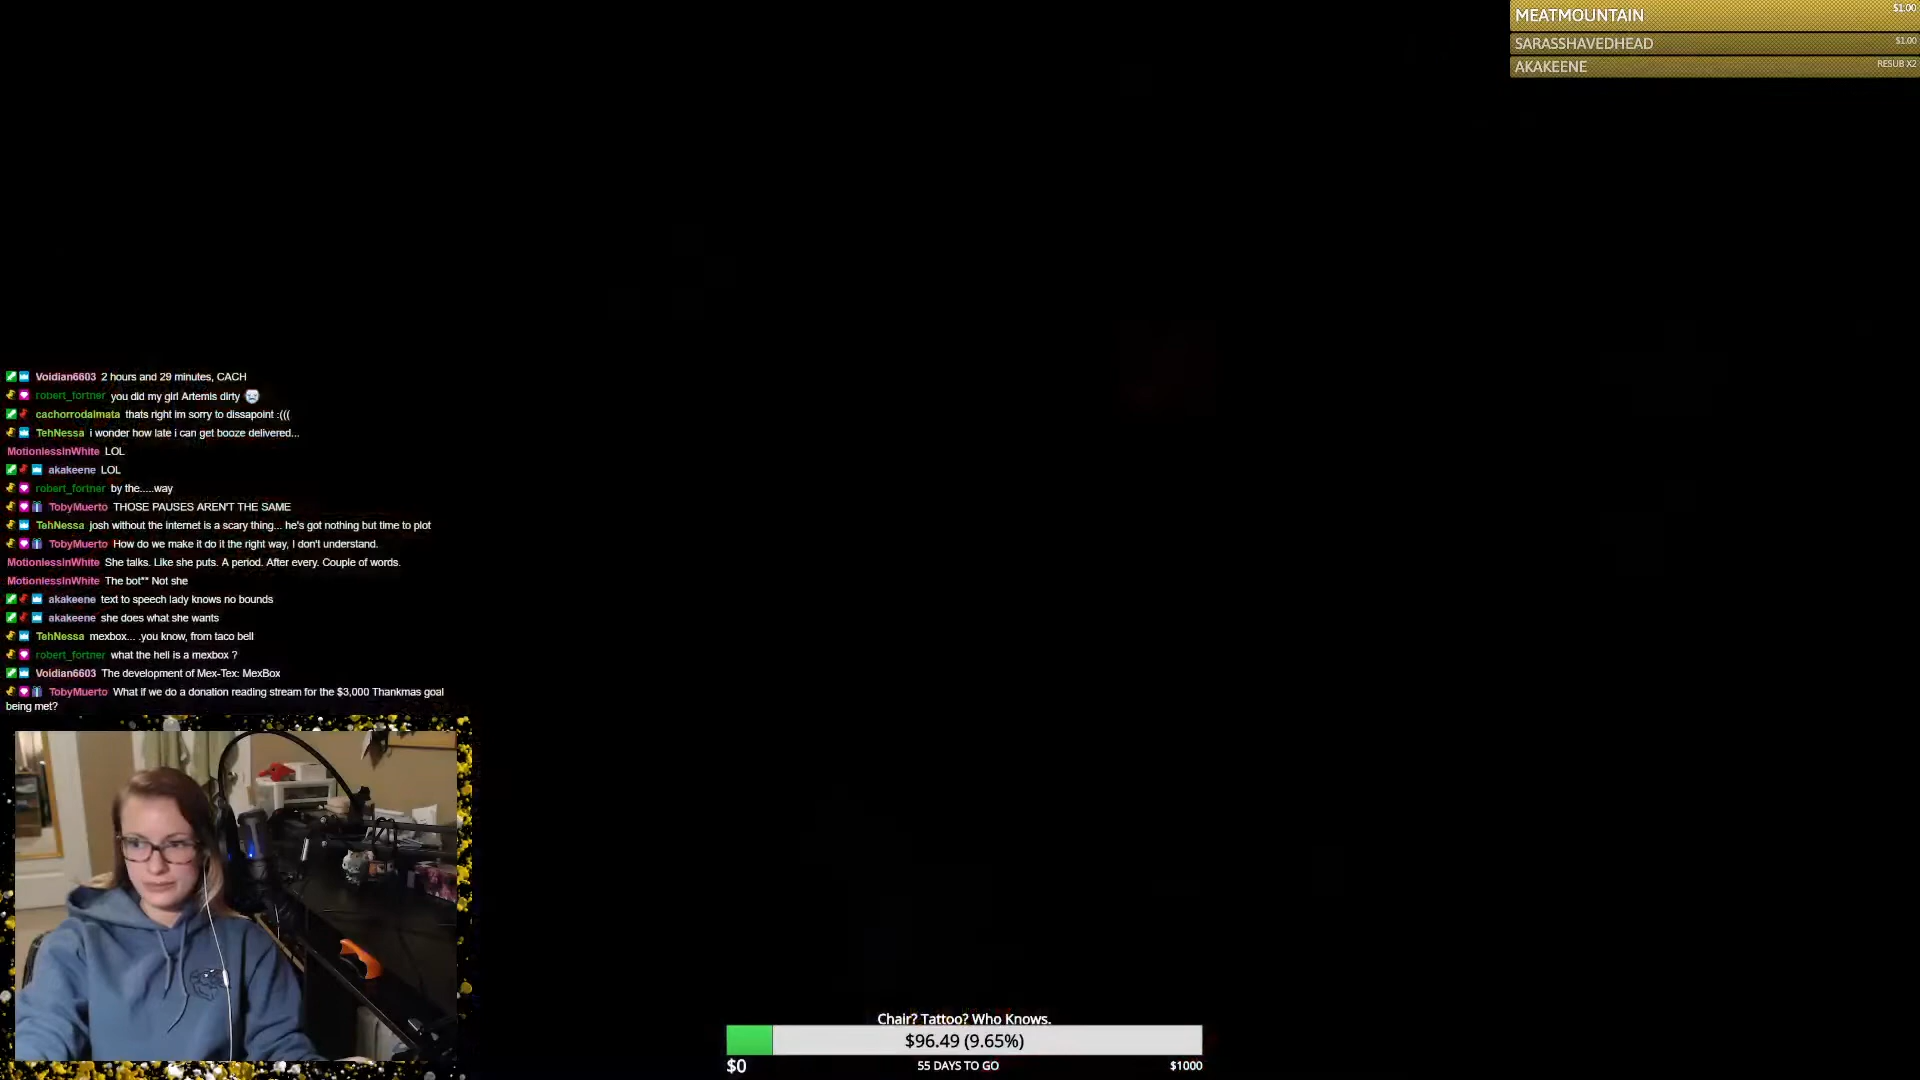 MEATMOUNTAIN $1.00
SARASSHAVEDHEAD $1.00
AKAKEENE RESUB X2
Voidian6603 2 hours and 29 minutes, CACH
robert_fortner you did my girl Artemis dirty
cachorrodalmata thats right im sorry to dissapoint :(((
TehNessa i wonder how late i can get booze delivered...
MotionlessInWhite LOL
akakeene LOL
robert_fortner by the.....way
TobyMuerto THOSE PAUSES AREN'T THE SAME
TehNessa josh without the internet is a scary thing... he's got nothing but time to plot
TobyMuerto How do we make it do it the right way, I don't understand.
MotionlessInWhite She talks. Like she puts. A period. After every. Couple of words.
MotionlessInWhite The bot** Not she
akakeene text to speech lady knows no bounds
akakeene she does what she wants
TehNessa mexbox... .you know, from taco bell
robert_fortner what the hell is a mexbox ?
Voidian6603 The development of Mex-Tex: MexBox
TobyMuerto What if we do a donation reading stream for the $3,000 Thankmas goal
being met?
Chair? Tattoo? Who Knows.
$96.49 (9.65%)
$0 55 DAYS TO GO $1000